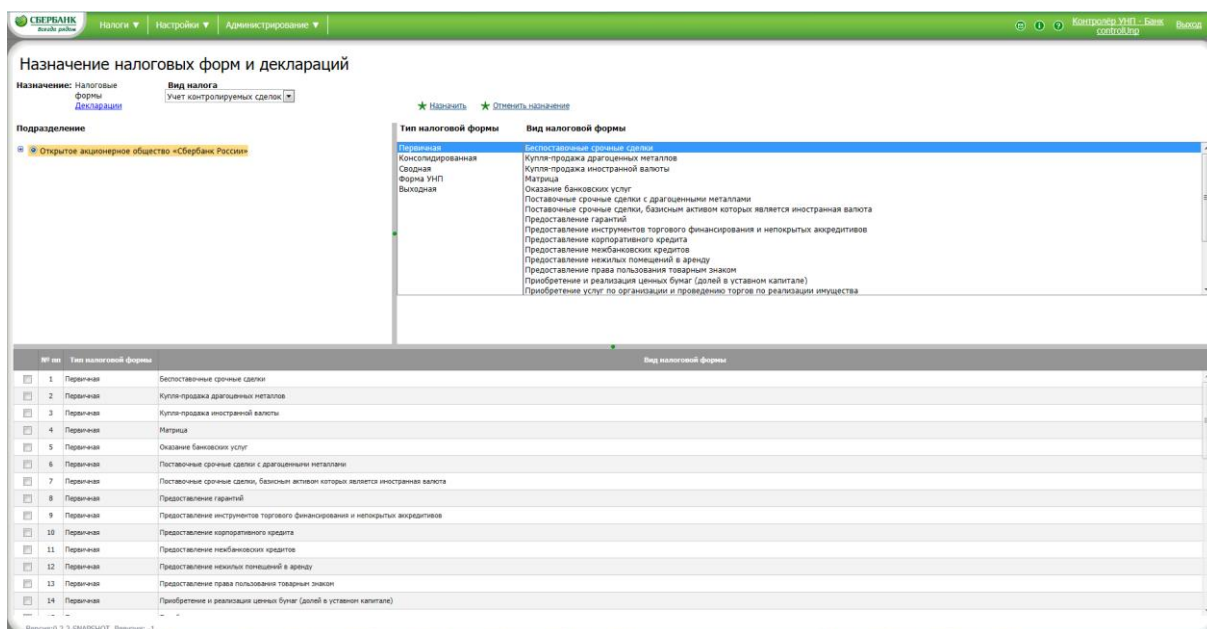 СБЕРБАНК
Всегда рядом
Налоги ▼
Настройки ▼
Администрирование ▼
Контролёр УНП - Банк
controlUnp
Выход
Назначение налоговых форм и деклараций
Назначение: Налоговые
формы
Декларации
Вид налога
Учет контролируемых сделок
Назначить
Отменить назначение
Подразделение
Открытое акционерное общество «Сбербанк России»
Тип налоговой формы
Первичная
Консолидированная
Сводная
Форма УНП
Выходная
Вид налоговой формы
Беспоставочные срочные сделки
Купля-продажа драгоценных металлов
Купля-продажа иностранной валюты
Матрица
Оказание банковских услуг
Поставочные срочные сделки с драгоценными металлами
Поставочные срочные сделки, базисным активом которых является иностранная валюта
Предоставление гарантий
Предоставление инструментов торгового финансирования и непокрытых аккредитивов
Предоставление корпоративного кредита
Предоставление межбанковских кредитов
Предоставление нежилых помещений в аренду
Предоставление права пользования товарным знаком
Приобретение и реализация ценных бумаг (долей в уставном капитале)
Приобретение услуг по организации и проведению торгов по реализации имущества
№ пп Тип налоговой формы Вид налоговой формы
1 Первичная Беспоставочные срочные сделки
2 Первичная Купля-продажа драгоценных металлов
3 Первичная Купля-продажа иностранной валюты
4 Первичная Матрица
5 Первичная Оказание банковских услуг
6 Первичная Поставочные срочные сделки с драгоценными металлами
7 Первичная Поставочные срочные сделки, базисным активом которых является иностранная валюта
8 Первичная Предоставление гарантий
9 Первичная Предоставление инструментов торгового финансирования и непокрытых аккредитивов
10 Первичная Предоставление корпоративного кредита
11 Первичная Предоставление межбанковских кредитов
12 Первичная Предоставление нежилых помещений в аренду
13 Первичная Предоставление права пользования товарным знаком
14 Первичная Приобретение и реализация ценных бумаг (долей в уставном капитале)